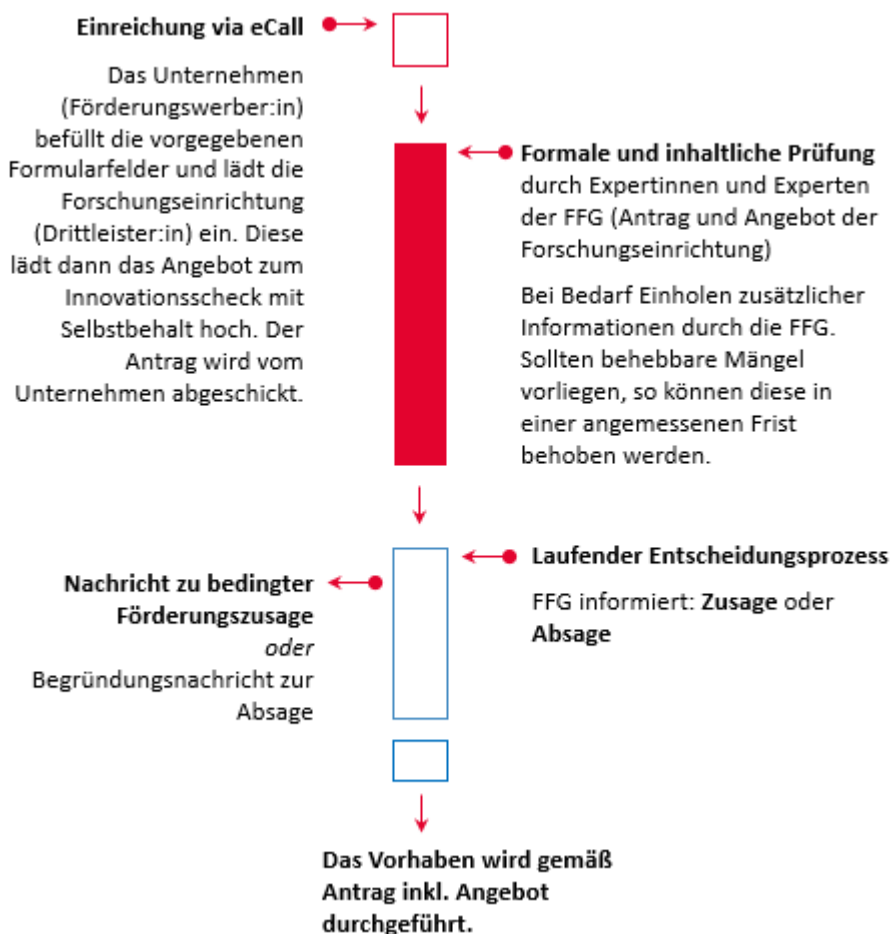 Einreichung via eCall
Das Unternehmen
(Förderungswerber:in)
befüllt die vorgegebenen
Formularfelder und lädt die
Forschungseinrichtung
(Drittleister:in) ein. Diese
lädt dann das Angebot zum
Innovationsscheck mit
Selbstbehalt hoch. Der
Antrag wird vom
Unternehmen abgeschickt.
Formale und inhaltliche Prüfung
durch Expertinnen und Experten
der FFG (Antrag und Angebot der
Forschungseinrichtung)
Bei Bedarf Einholen zusätzlicher
Informationen durch die FFG.
Sollten behebbare Mängel
vorliegen, so können diese in
einer angemessenen Frist
behoben werden.
Laufender Entscheidungsprozess
FFG informiert: Zusage oder
Absage
Nachricht zu bedingter
Förderungszusage
oder
Begründungsnachricht zur
Absage
Das Vorhaben wird gemäß
Antrag inkl. Angebot
durchgeführt.